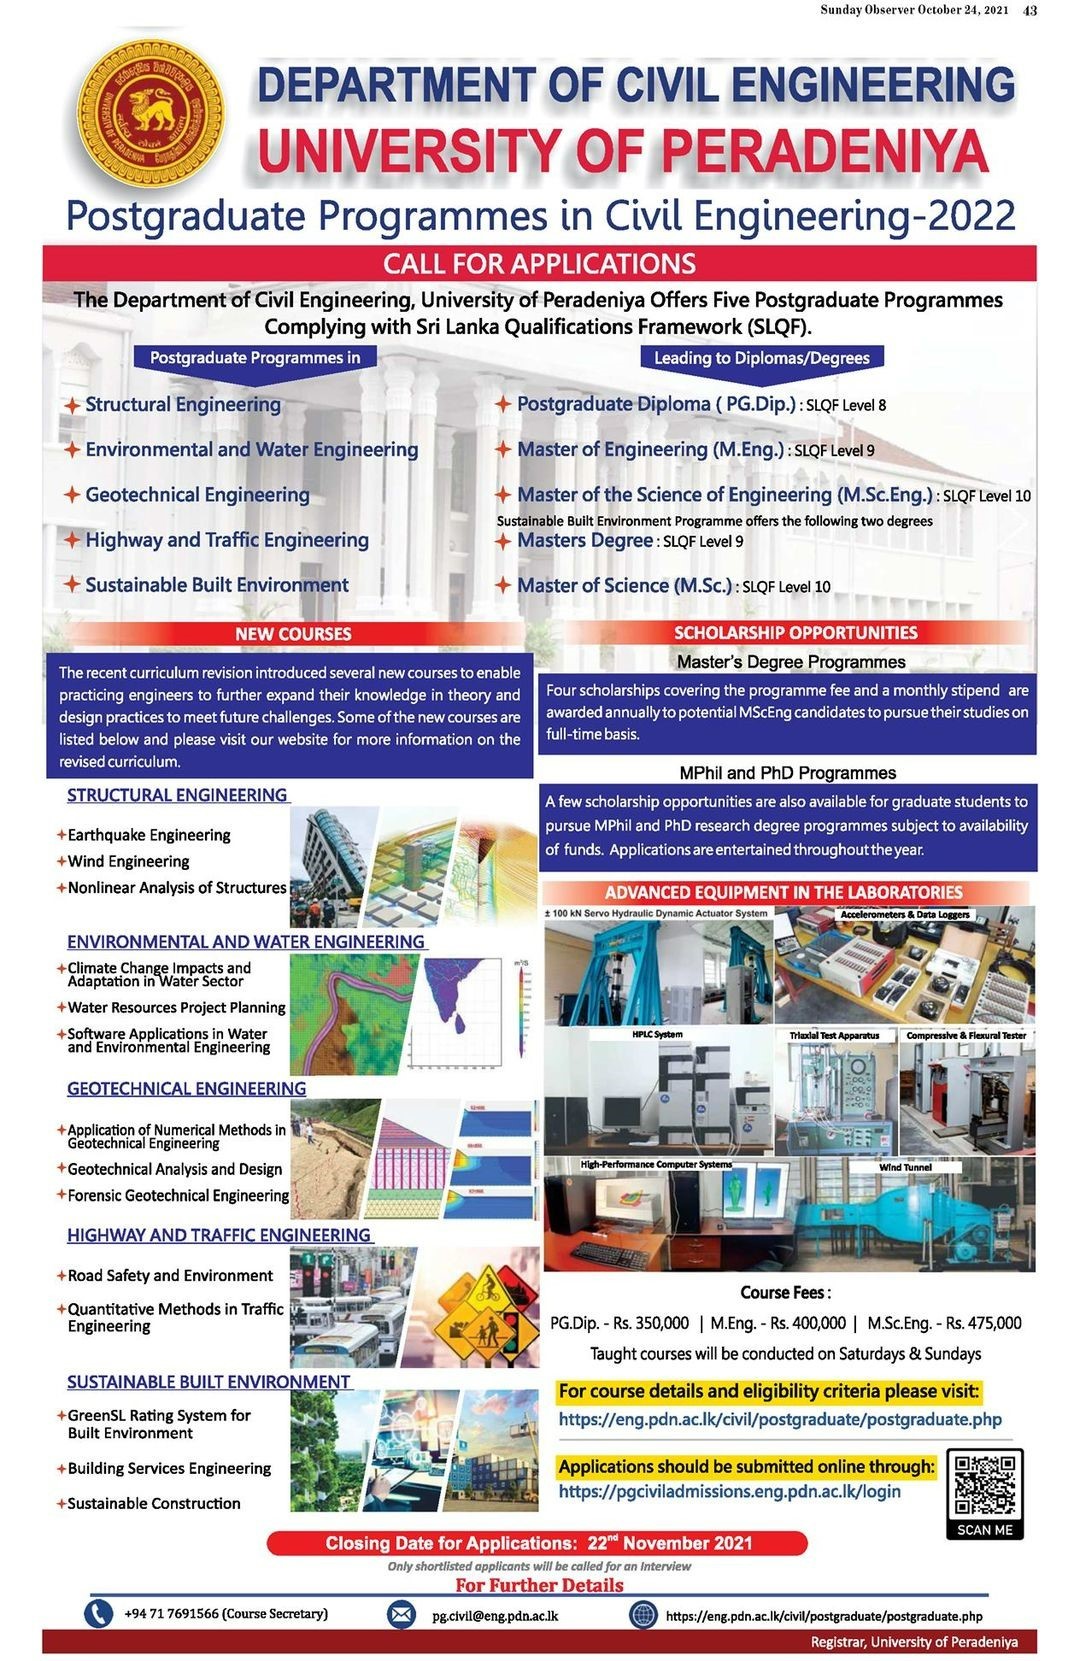 Sunday Observer October 24, 2021 43
DEPARTMENT OF CIVIL ENGINEERING
UNIVERSITY OF PERADENIYA
UNIVERSITY OF PERADENIYA
Postgraduate Programmes in Civil Engineering-2022
CALL FOR APPLICATIONS
The Department of Civil Engineering, University of Peradeniya Offers Five Postgraduate Programmes
Complying with Sri Lanka Qualifications Framework (SLQF).
Postgraduate Programmes in
Structural Engineering
Environmental and Water Engineering
Geotechnical Engineering
Highway and Traffic Engineering
Sustainable Built Environment
Leading to Diplomas/Degrees
Postgraduate Diploma ( PG.Dip.) : SLQF Level 8
Master of Engineering (M.Eng.) : SLQF Level 9
Master of the Science of Engineering (M.Sc.Eng.) : SLQF Level 10
Sustainable Built Environment Programme offers the following two degrees
Masters Degree : SLQF Level 9
Master of Science (M.Sc.) : SLQF Level 10
NEW COURSES
The recent curriculum revision introduced several new courses to enable
practicing engineers to further expand their knowledge in theory and
design practices to meet future challenges. Some of the new courses are
listed below and please visit our website for more information on the
revised curriculum.
STRUCTURAL ENGINEERING
Earthquake Engineering
Wind Engineering
Nonlinear Analysis of Structures
ENVIRONMENTAL AND WATER ENGINEERING
Climate Change Impacts and
Adaptation in Water Sector
Water Resources Project Planning
Software Applications in Water
and Environmental Engineering
m³/S
GEOTECHNICAL ENGINEERING
Application of Numerical Methods in
Geotechnical Engineering
Geotechnical Analysis and Design
Forensic Geotechnical Engineering
HIGHWAY AND TRAFFIC ENGINEERING
Road Safety and Environment
Quantitative Methods in Traffic
Engineering
SUSTAINABLE BUILT ENVIRONMENT
GreenSL Rating System for
Built Environment
Building Services Engineering
Sustainable Construction
SCHOLARSHIP OPPORTUNITIES
Master's Degree Programmes
Four scholarships covering the programme fee and a monthly stipend are
awarded annually to potential MScEng candidates to pursue their studies on
full-time basis.
MPhil and PhD Programmes
A few scholarship opportunities are also available for graduate students to
pursue MPhil and PhD research degree programmes subject to availability
of funds. Applications are entertained throughout the year.
ADVANCED EQUIPMENT IN THE LABORATORIES
± 100 kN Servo Hydraulic Dynamic Actuator System
Accelerometers & Data Loggers
HPLC System
Triaxial Test Apparatus
Compressive & Flexural Tester
High-Performance Computer Systems
Wind Tunnel
Course Fees :
PG.Dip. - Rs. 350,000 | M.Eng. - Rs. 400,000 | M.Sc.Eng. - Rs. 475,000
Taught courses will be conducted on Saturdays & Sundays
For course details and eligibility criteria please visit:
https://eng.pdn.ac.lk/civil/postgraduate/postgraduate.php
Applications should be submitted online through:
https://pgciviladmissions.eng.pdn.ac.lk/login
SCAN ME
Closing Date for Applications: 22nd November 2021
Only shortlisted applicants will be called for an Interview
For Further Details
+94 71 7691566 (Course Secretary)
pg.civil@eng.pdn.ac.lk
https://eng.pdn.ac.lk/civil/postgraduate/postgraduate.php
Registrar, University of Peradeniya